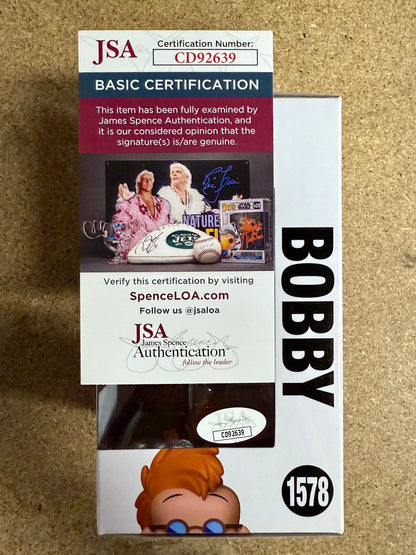 JSA
Certification Number:
CD92639
BASIC CERTIFICATION
This item has been fully examined by
James Spence Authentication, and
it is our considered opinion that the
signature(s) is/are genuine.
NATURE
JETS
Verify this certification by visiting
SpenceLOA.com
Follow us @jsaloa
JSA
James Spence
Authentication
follow the leader
CD92639
BOBBY
1578